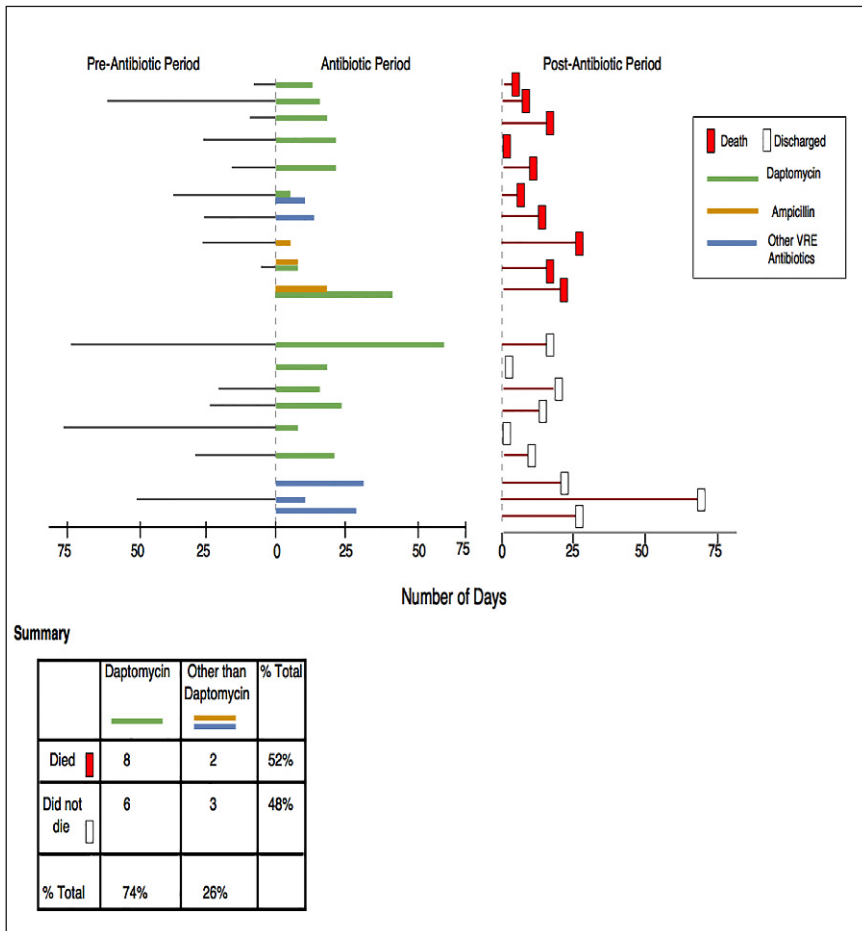 Pre-Antibiotic Period Antibiotic Period Post-Antibiotic Period
Death Discharged
Daptomycin
Ampicillin
Other VRE
Antibiotics
75 50 25 0 25 75 0 25 50 75
Number of Days
Summary
Daptomycin Other than % Total
Daptomycin
Died 8 2 52%
Did not 6 3 48%
die
% Total 74% 26%